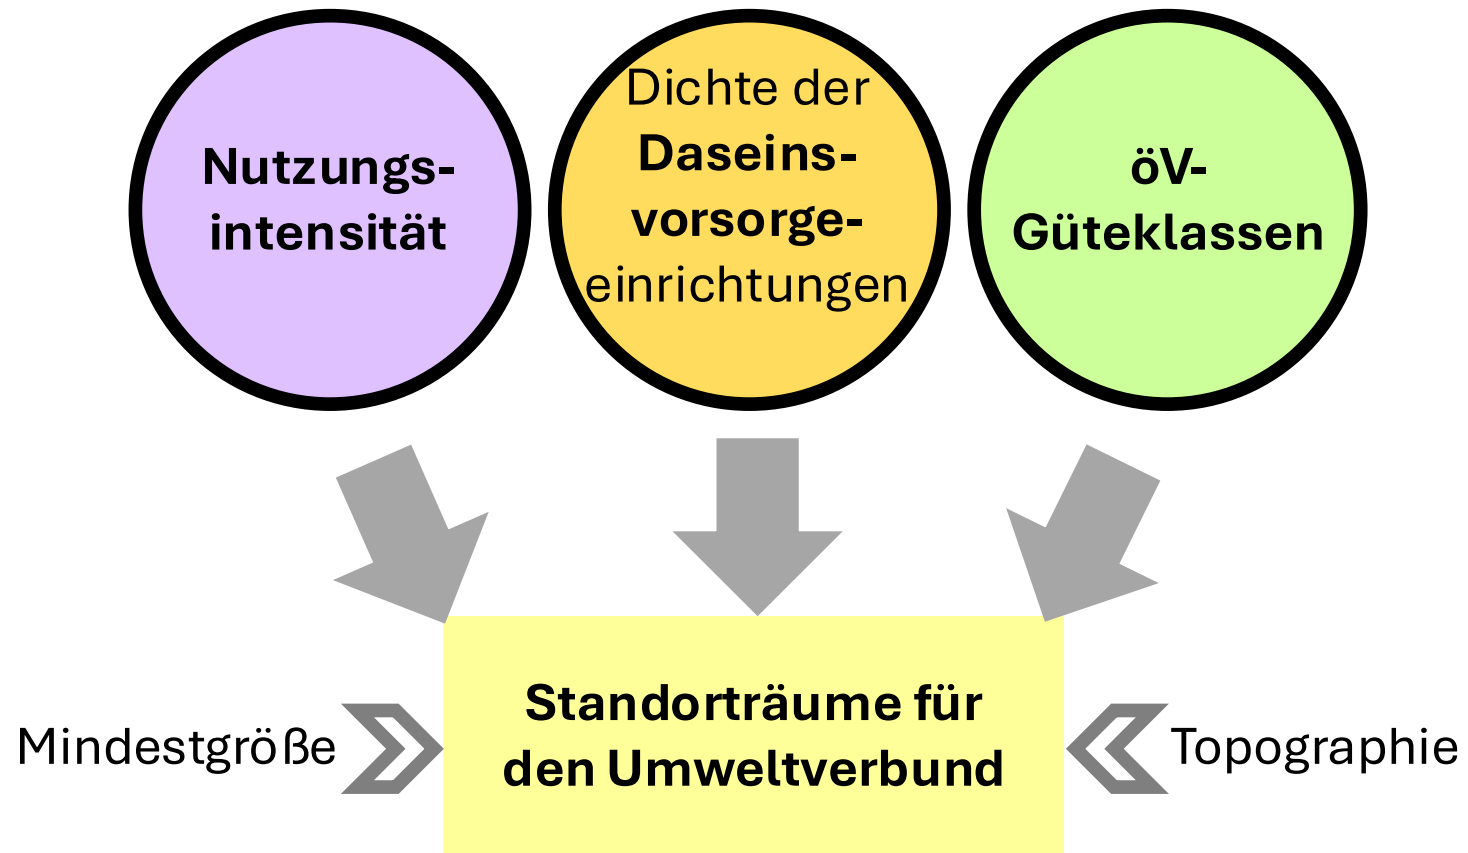 Nutzungs-
intensität
Dichte der
Daseins-
vorsorge-
einrichtungen
öV-
Güteklassen
Standorträume für
den Umweltverbund
Mindestgröße
Topographie